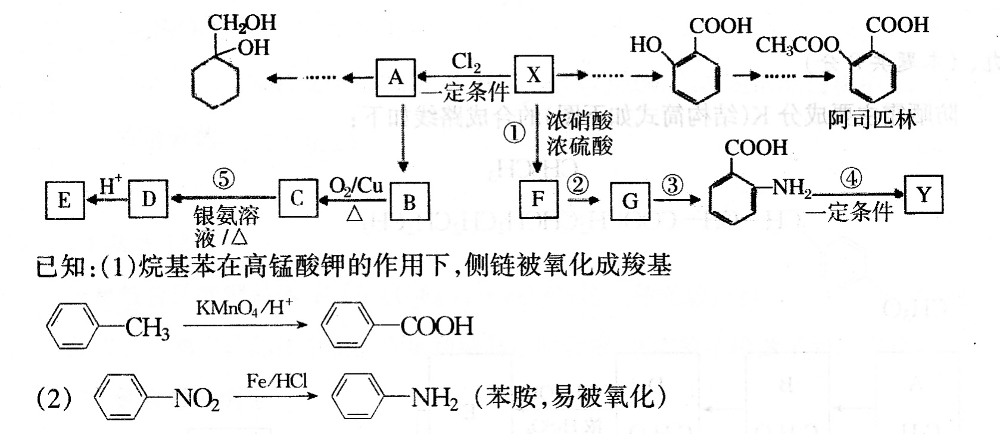 CH₂OH
OH
A
Cl₂
一定条件
X
HO
COOH
CH₃COO
COOH
阿司匹林
①
浓硝酸
浓硫酸
E
H⁺
D
⑤
银氨溶
液/△
C
O₂/Cu
△
B
F
②
G
③
COOH
NH₂
④
一定条件
Y
已知:(1)烷基苯在高锰酸钾的作用下,侧链被氧化成羧基
CH₃
KMnO₄/H⁺
COOH
(2)
NO₂
Fe/HCl
NH₂(苯胺,易被氧化)